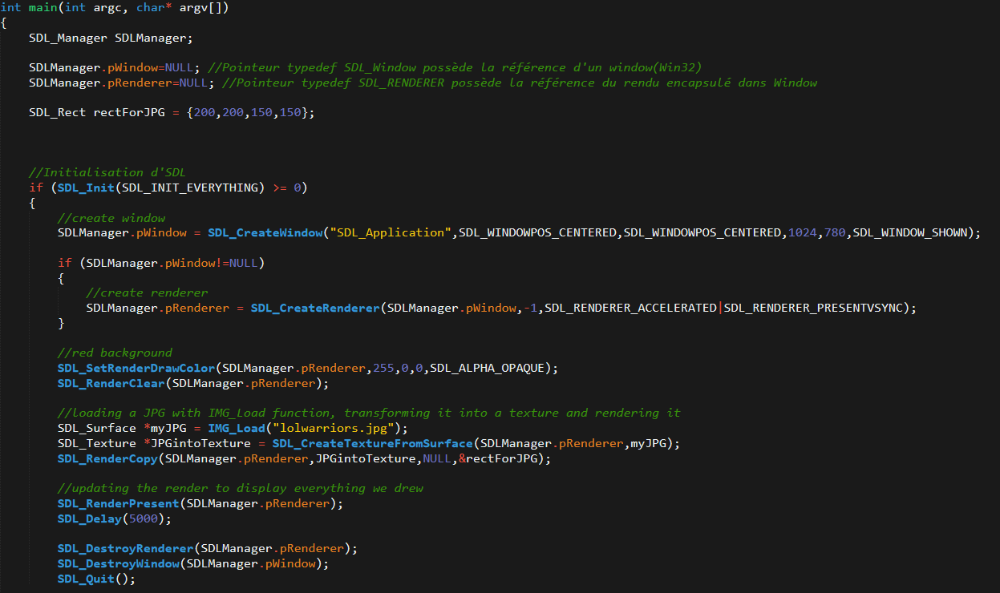 int main(int argc, char* argv[])
{
SDL_Manager SDLManager;
SDLManager.pWindow=NULL; //Pointeur typedef SDL_Window possède la référence d'un window(Win32)
SDLManager.pRenderer=NULL; //Pointeur typedef SDL_RENDERER possède la référence du rendu encapsulé dans Window
SDL_Rect rectForJPG = {200,200,150,150};
//Initialisation d'SDL
if (SDL_Init(SDL_INIT_EVERYTHING) >= 0)
{
//create window
SDLManager.pWindow = SDL_CreateWindow("SDL_Application",SDL_WINDOWPOS_CENTERED,SDL_WINDOWPOS_CENTERED,1024,780,SDL_WINDOW_SHOWN);
if (SDLManager.pWindow!=NULL)
{
//create renderer
SDLManager.pRenderer = SDL_CreateRenderer(SDLManager.pWindow,-1,SDL_RENDERER_ACCELERATED|SDL_RENDERER_PRESENTVSYNC);
}
//red background
SDL_SetRenderDrawColor(SDLManager.pRenderer,255,0,0,SDL_ALPHA_OPAQUE);
SDL_RenderClear(SDLManager.pRenderer);
//loading a JPG with IMG_Load function, transforming it into a texture and rendering it
SDL_Surface *myJPG = IMG_Load("lolwarriors.jpg");
SDL_Texture *JPGintoTexture = SDL_CreateTextureFromSurface(SDLManager.pRenderer,myJPG);
SDL_RenderCopy(SDLManager.pRenderer,JPGintoTexture,NULL,&rectForJPG);
//updating the render to display everything we drew
SDL_RenderPresent(SDLManager.pRenderer);
SDL_Delay(5000);
SDL_DestroyRenderer(SDLManager.pRenderer);
SDL_DestroyWindow(SDLManager.pWindow);
SDL_Quit();